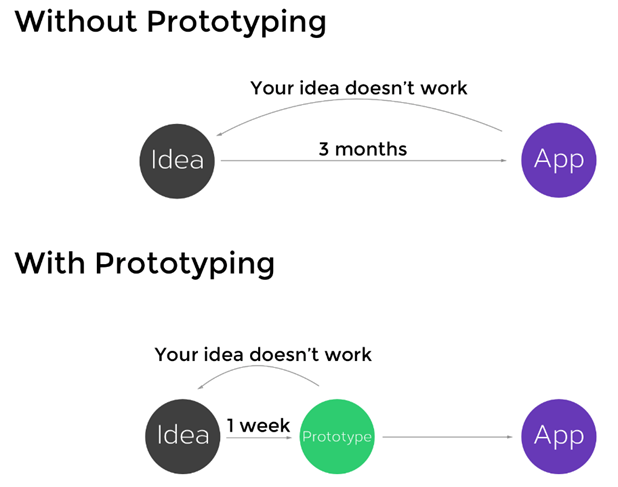 Without Prototyping
Your idea doesn't work
3 months
Idea
App
With Prototyping
Your idea doesn't work
1 week
Idea
Prototype
App